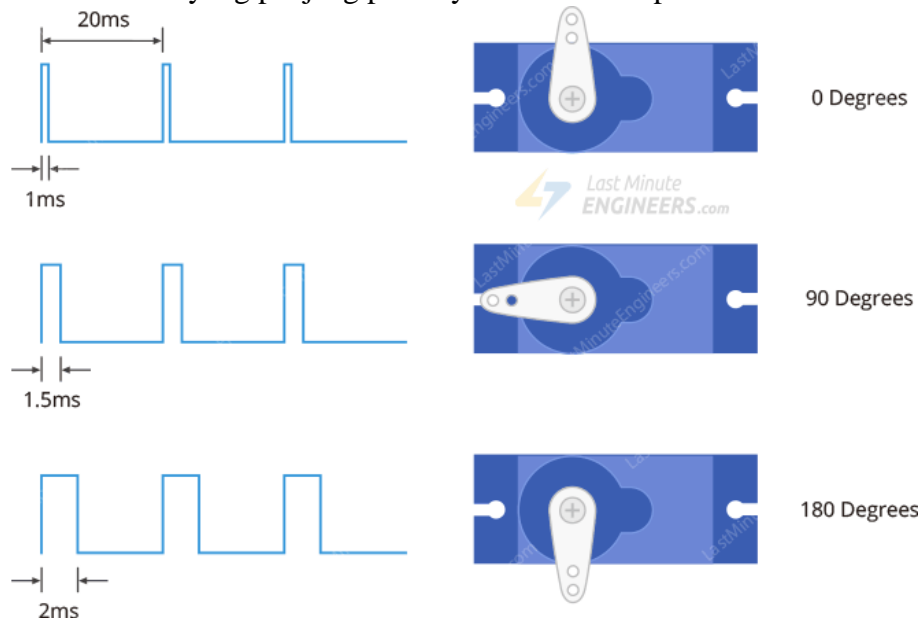 20ms
0 Degrees
1ms
Last Minute
ENGINEERS.com
90 Degrees
1.5ms
180 Degrees
2ms